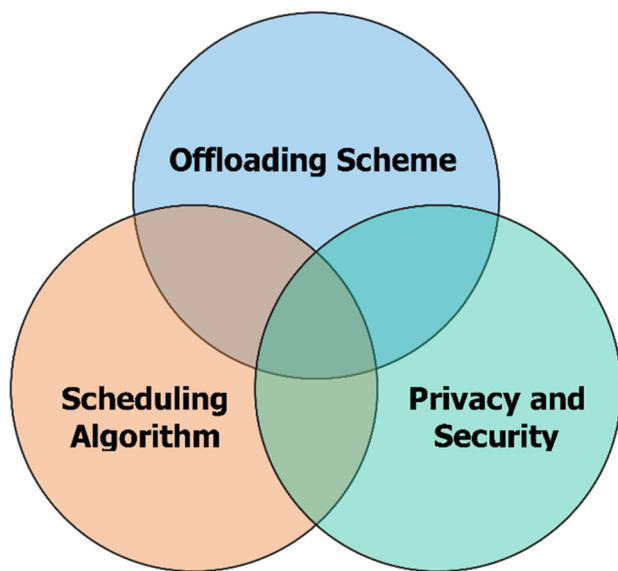 Offloading Scheme
Scheduling
Algorithm
Privacy and
Security